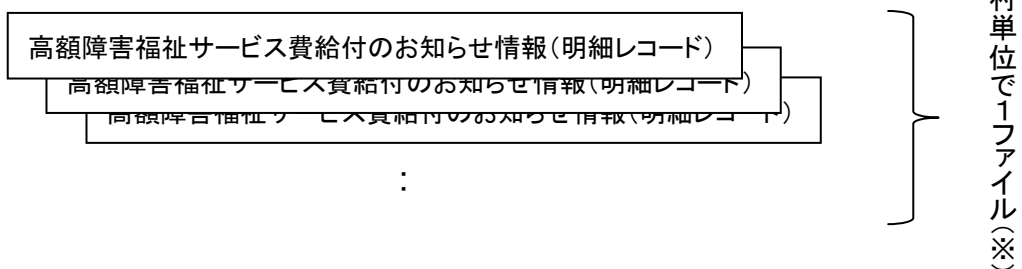 高額障害福祉サービス費給付のお知らせ情報（明細レコード）
高額障害福祉サービス費給付のお知らせ情報（明細レコード）
高額障害福祉サービス費給付のお知らせ情報（明細レコード）
：
村単位で１ファイル（※）